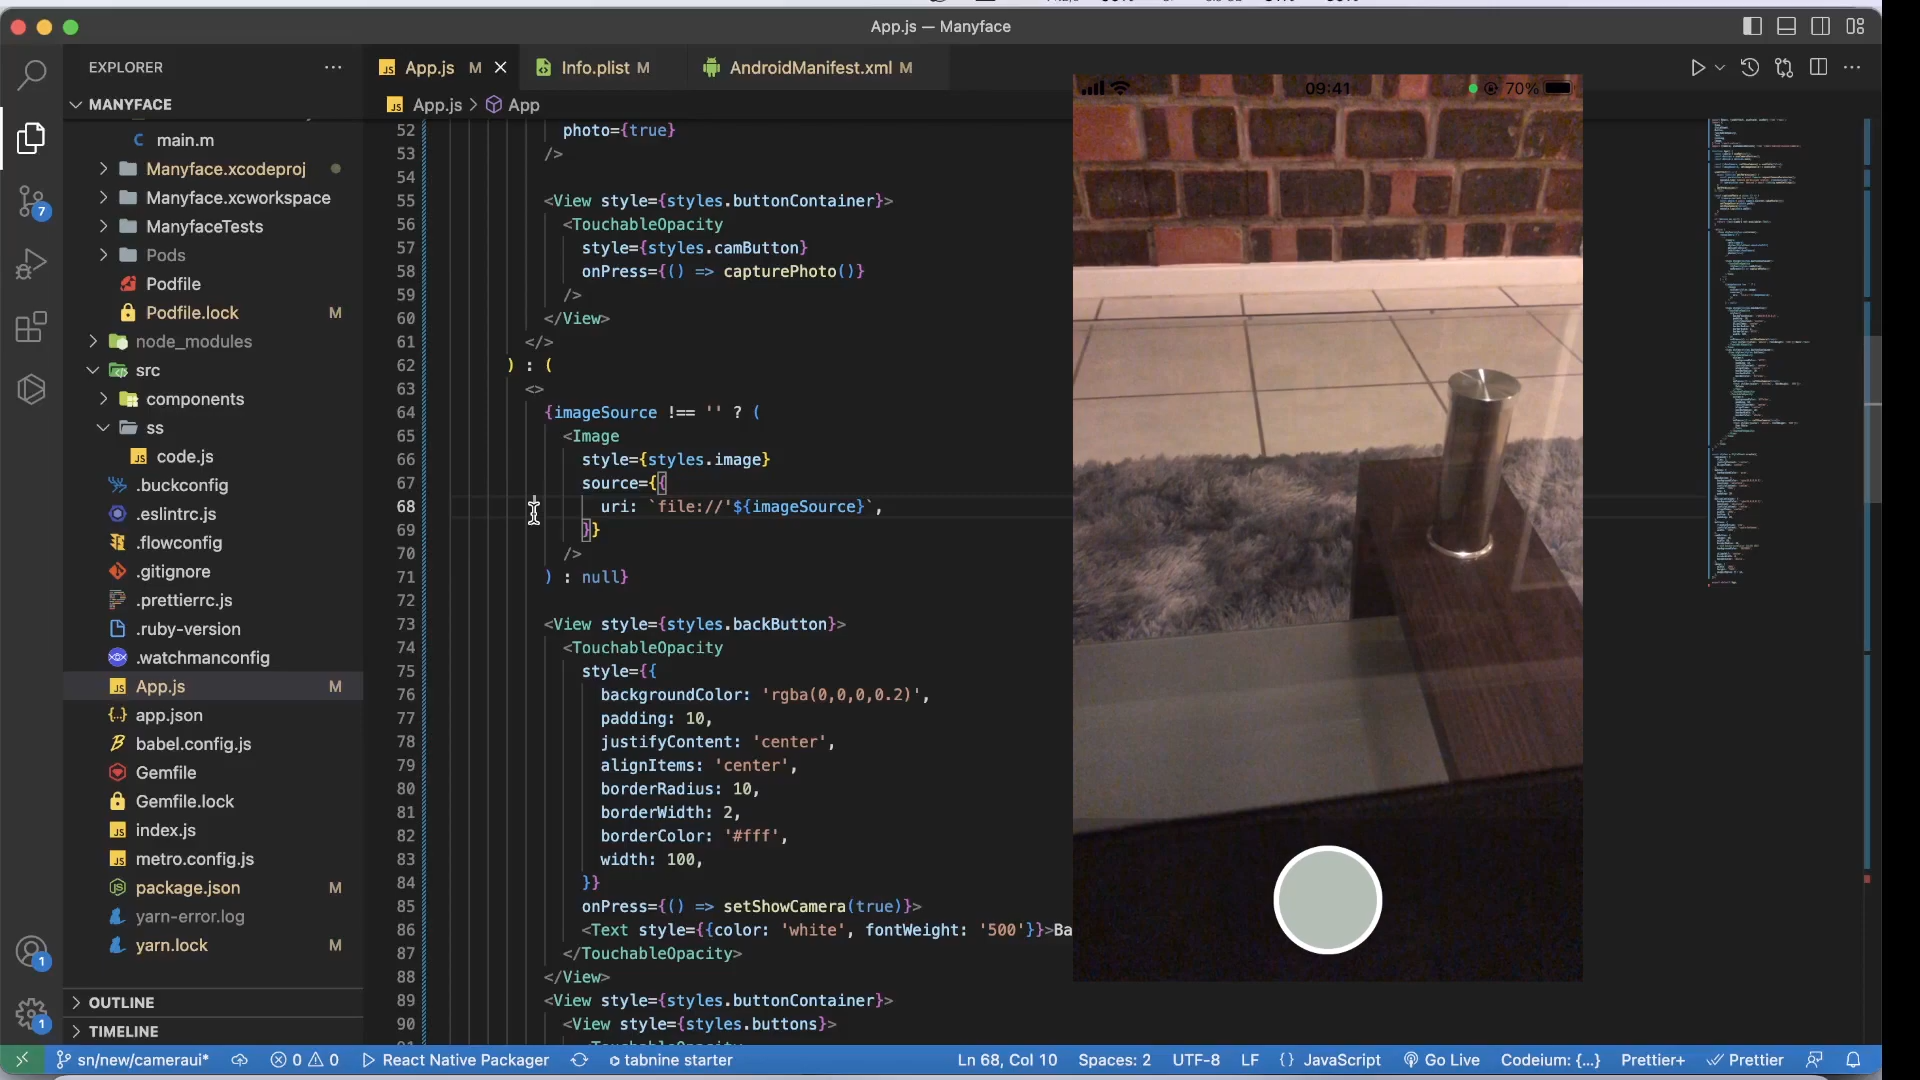 App.js — Manyface
EXPLORER
App.js M
Info.plist M
AndroidManifest.xml M
MANYFACE
App.js > App
main.m
Manyface.xcodeproj
Manyface.xcworkspace
ManyfaceTests
Pods
Podfile
Podfile.lock M
node_modules
src
components
ss
code.js
.buckconfig
.eslintrc.js
.flowconfig
.gitignore
.prettierrc.js
.ruby-version
.watchmanconfig
App.js M
app.json
babel.config.js
Gemfile
Gemfile.lock
index.js
metro.config.js
package.json M
yarn-error.log
yarn.lock M
OUTLINE
TIMELINE
7
1
1
52 photo={true}
53 />
54
55 <View style={styles.buttonContainer}>
56 <TouchableOpacity
57 style={styles.camButton}
58 onPress={() => capturePhoto()}
59 />
60 </View>
61 </>
62 ) : (
63 <>
64 {imageSource !== '' ? (
65 <Image
66 style={styles.image}
67 source={{
68 uri: `file://'${imageSource}`,
69 }}
70 />
71 ) : null}
72
73 <View style={styles.backButton}>
74 <TouchableOpacity
75 style={{
76 backgroundColor: 'rgba(0,0,0,0.2)',
77 padding: 10,
78 justifyContent: 'center',
79 alignItems: 'center',
80 borderRadius: 10,
81 borderWidth: 2,
82 borderColor: '#fff',
83 width: 100,
84 }}
85 onPress={() => setShowCamera(true)}>
86 <Text style={{color: 'white', fontWeight: '500'}}>Ba
87 </TouchableOpacity>
88 </View>
89 <View style={styles.buttonContainer}>
90 <View style={styles.buttons}>
09:41
70%
sn/new/cameraui*
0 0
React Native Packager
tabnine starter
Ln 68, Col 10
Spaces: 2
UTF-8
LF
{} JavaScript
Go Live
Codeium: {...}
Prettier+
Prettier